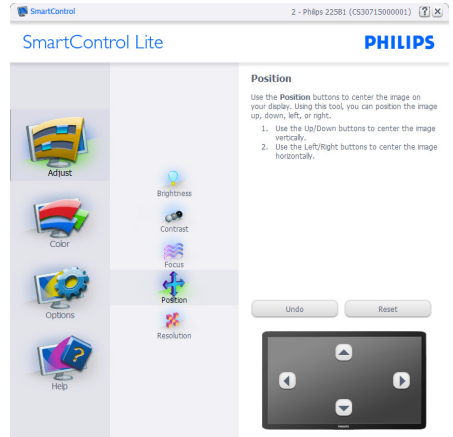 SmartControl
2 - Philips 225B1 (CS30715000001)
SmartControl Lite
PHILIPS
Adjust
Color
Options
Help
Brightness
Contrast
Focus
Position
Resolution
Position
Use the Position buttons to center the image on
your display. Using this tool, you can position the image
up, down, left, or right.
1. Use the Up/Down buttons to center the image
vertically.
2. Use the Left/Right buttons to center the image
horizontally.
Undo
Reset
PHILIPS